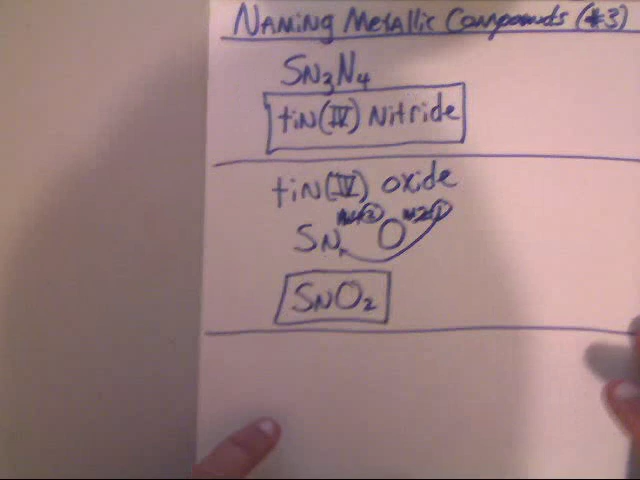 Naming Metallic Compounds (#3)
Sn₃N₄
tin(IV) Nitride
tin(IV) oxide
Sn O
SnO₂